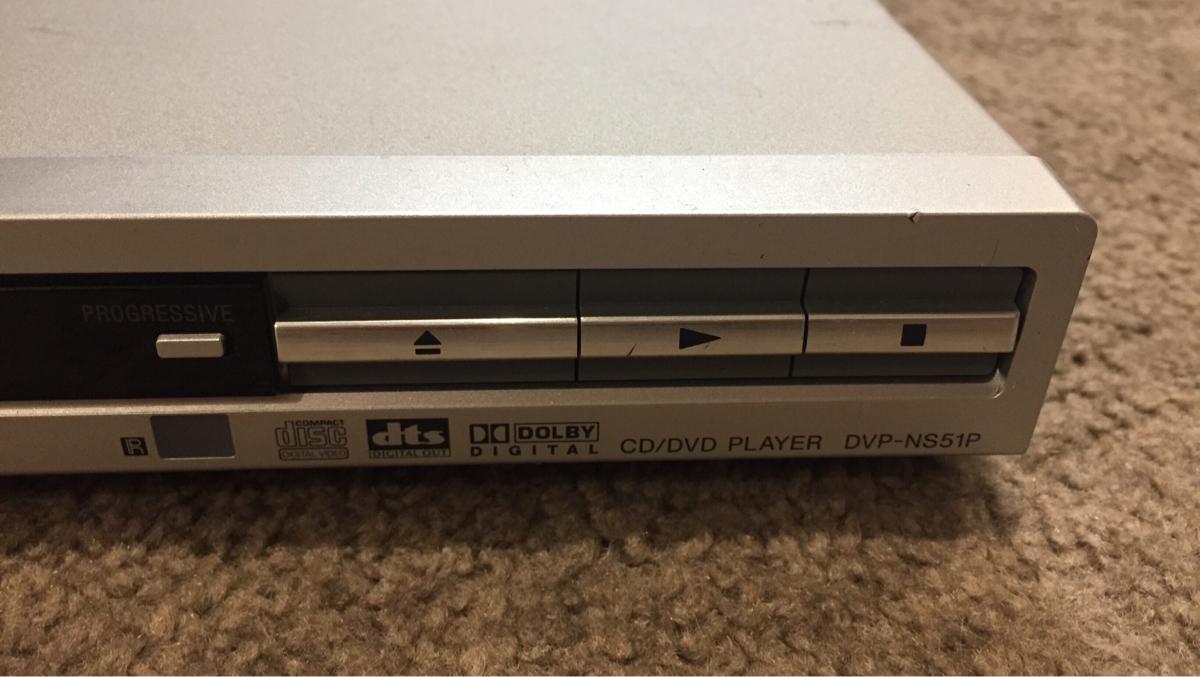 PROGRESSIVE
R
COMPACT
disc
DIGITAL VIDEO
dts
DIGITAL OUT
DOLBY
DIGITAL
CD/DVD PLAYER DVP-NS51P